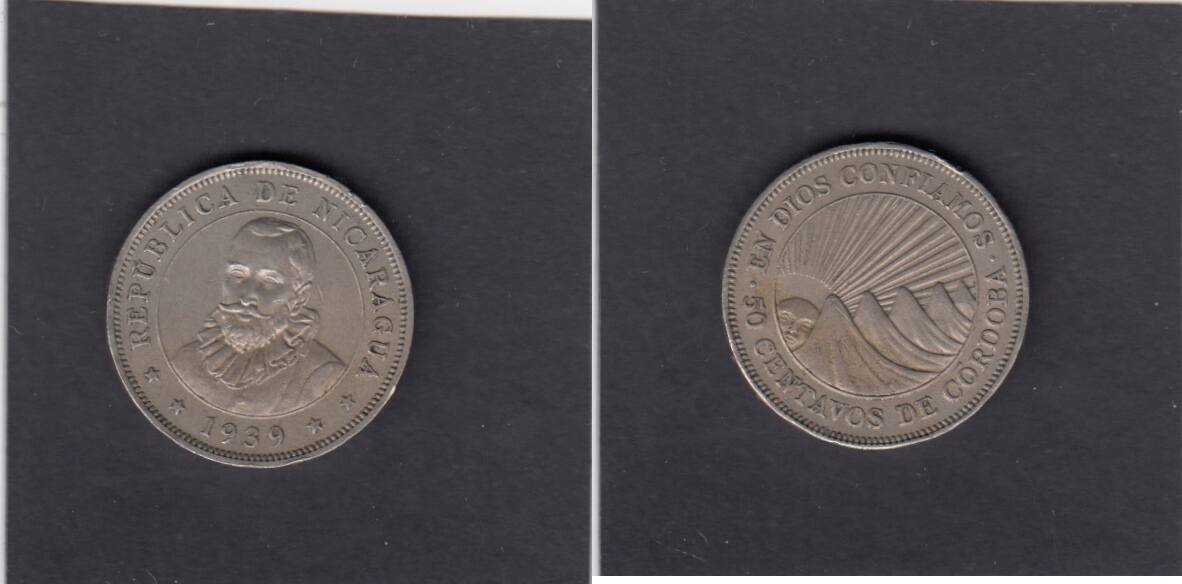 REPUBLICA DE NICARAGUA
1939
· EN DIOS CONFIAMOS ·
50 CENTAVOS DE CORDOBA